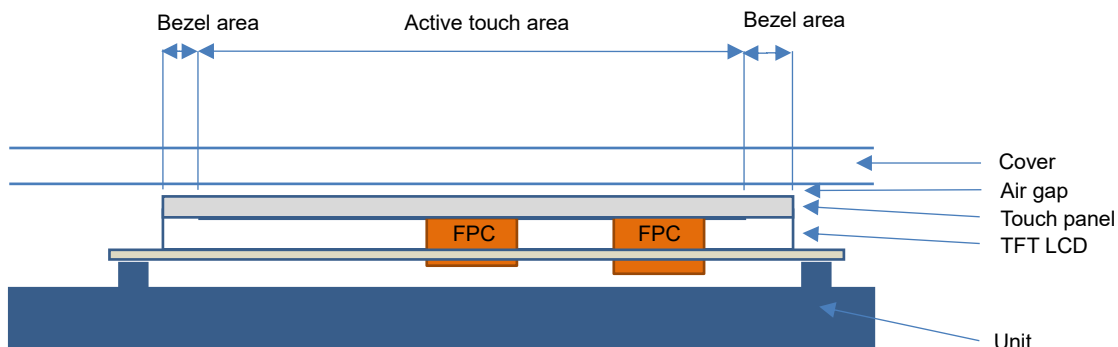 Bezel area
Active touch area
Bezel area
Cover
Air gap
Touch panel
FPC
FPC
TFT LCD
Unit